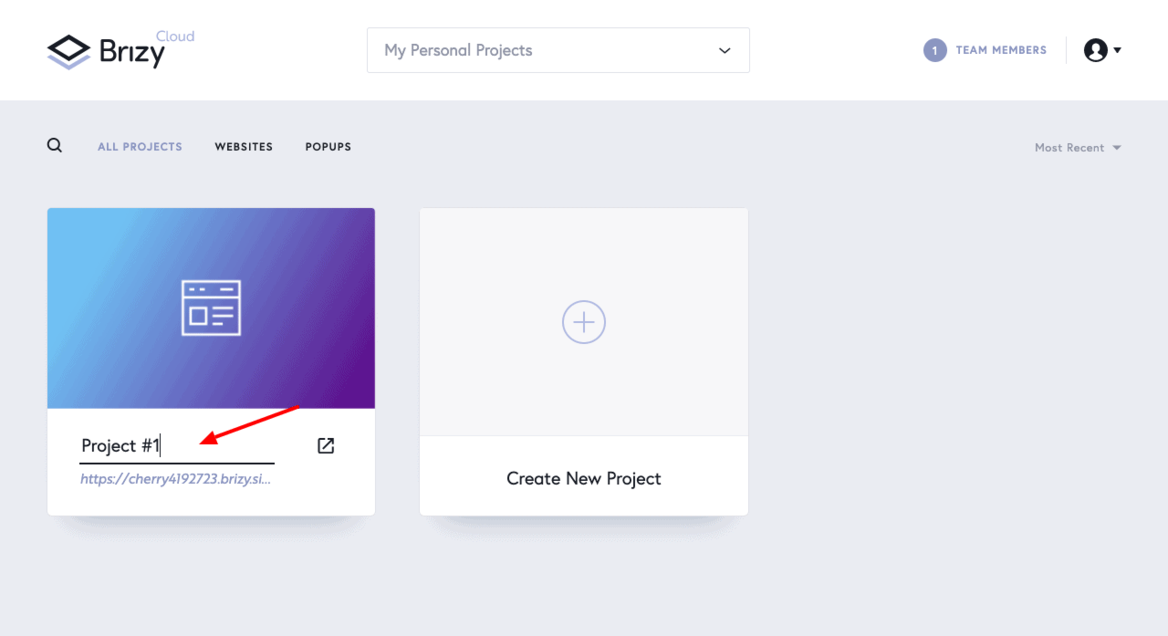 Brizy Cloud
My Personal Projects
1 TEAM MEMBERS
ALL PROJECTS WEBSITES POPUPS
Most Recent
Project #1
https://cherry4192723.brizy.si...
Create New Project